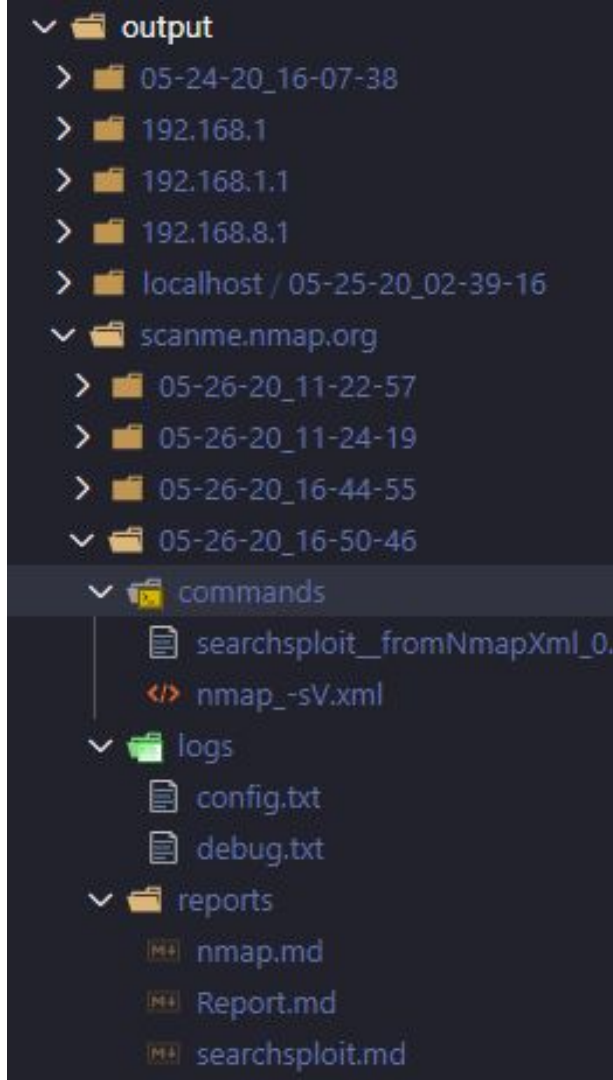 output
05-24-20_16-07-38
192.168.1
192.168.1.1
192.168.8.1
localhost / 05-25-20_02-39-16
scanme.nmap.org
05-26-20_11-22-57
05-26-20_11-24-19
05-26-20_16-44-55
05-26-20_16-50-46
commands
searchsploit__fromNmapXml_0.
nmap_-sV.xml
logs
config.txt
debug.txt
reports
M↓ nmap.md
M↓ Report.md
M↓ searchsploit.md